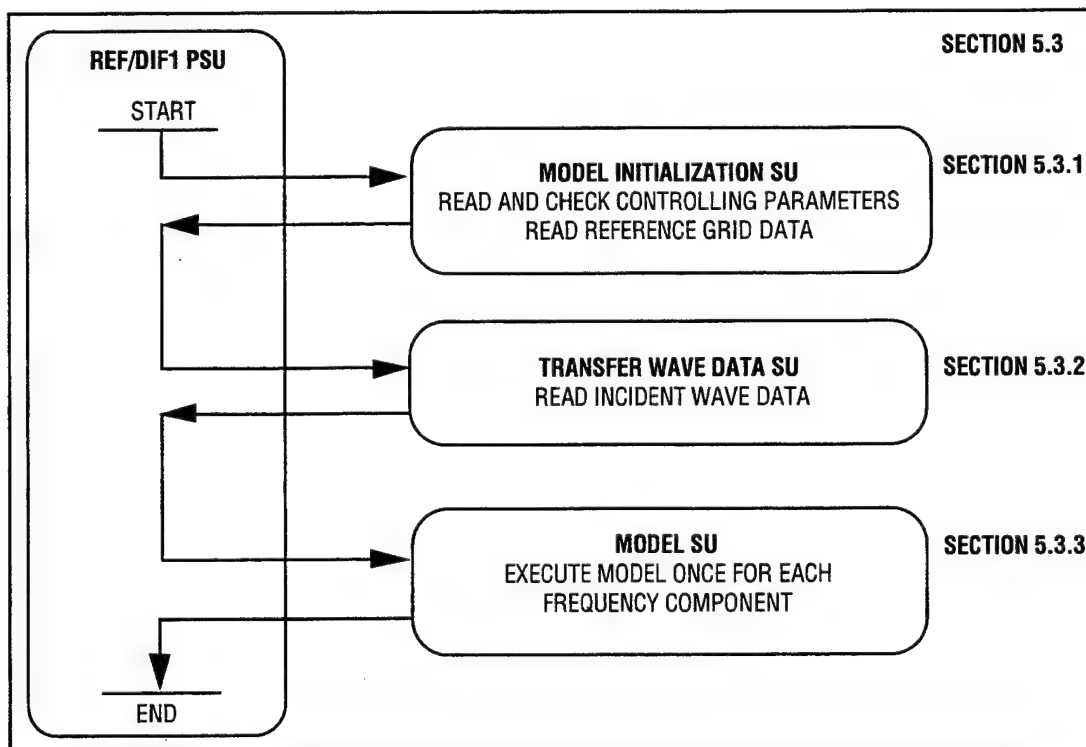 SECTION 5.3
REF/DIF1 PSU
START
MODEL INITIALIZATION SU
READ AND CHECK CONTROLLING PARAMETERS
READ REFERENCE GRID DATA
SECTION 5.3.1
TRANSFER WAVE DATA SU
READ INCIDENT WAVE DATA
SECTION 5.3.2
MODEL SU
EXECUTE MODEL ONCE FOR EACH
FREQUENCY COMPONENT
SECTION 5.3.3
END